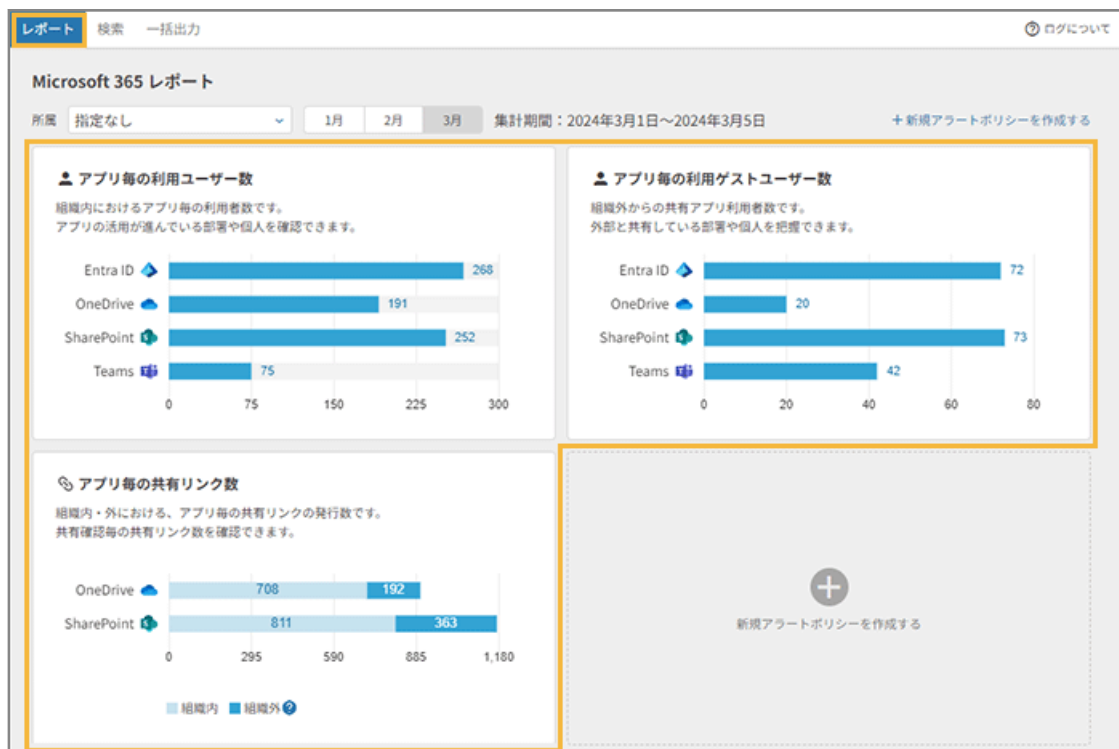 レポート 検索 一括出力 ログについて
Microsoft 365 レポート
所属 指定なし 1月 2月 3月 集計期間：2024年3月1日～2024年3月5日 +新規アラートポリシーを作成する
アプリ毎の利用ユーザー数
組織内におけるアプリ毎の利用者数です。
アプリの活用が進んでいる部署や個人を確認できます。
Entra ID 268
OneDrive 191
SharePoint 252
Teams 75
0 75 150 225 300
アプリ毎の利用ゲストユーザー数
組織外からの共有アプリ利用者数です。
外部と共有している部署や個人を把握できます。
Entra ID 72
OneDrive 20
SharePoint 73
Teams 42
0 20 40 60 80
アプリ毎の共有リンク数
組織内・外における、アプリ毎の共有リンクの発行数です。
共有確認毎の共有リンク数を確認できます。
OneDrive 708 192
SharePoint 811 363
0 295 590 885 1,180
組織内 組織外
新規アラートポリシーを作成する